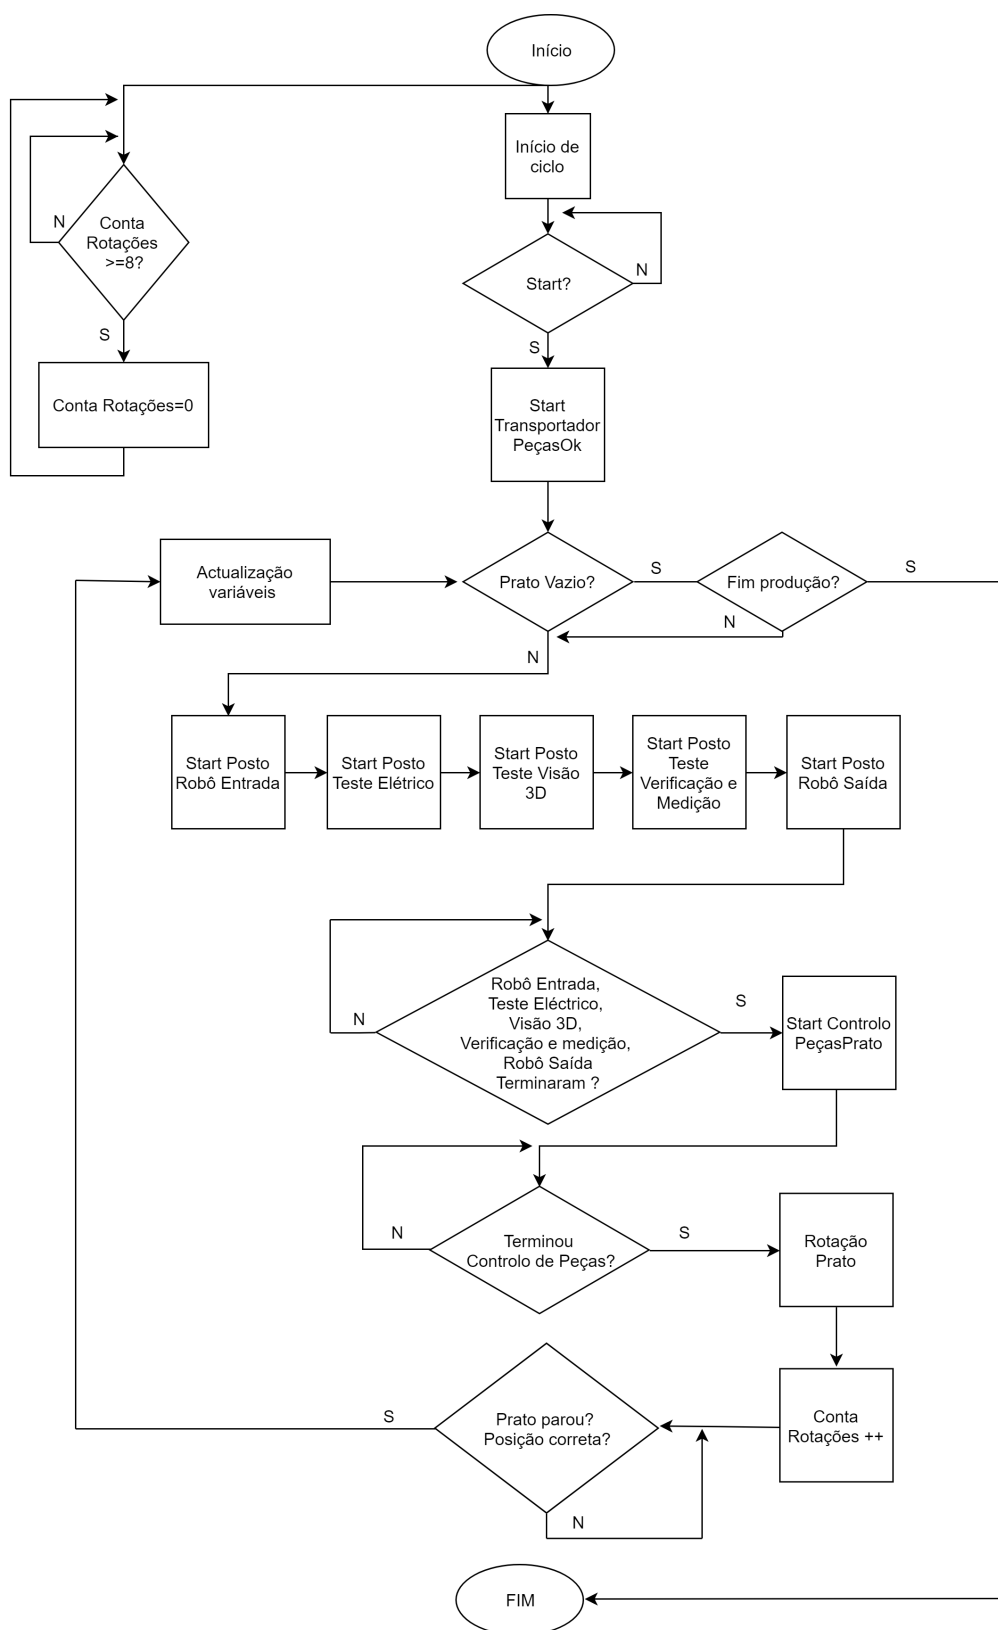 Início
Início de
ciclo
N
Conta
Rotações
>=8?
S
Conta Rotações=0
Start?
N
S
Start
Transportador
PeçasOk
Actualização
variáveis
Prato Vazio?
S
Fim produção?
S
N
N
Start Posto
Robô Entrada
Start Posto
Teste Elétrico
Start Posto
Teste Visão
3D
Start Posto
Teste
Verificação e
Medição
Start Posto
Robô Saída
N
Robô Entrada,
Teste Eléctrico,
Visão 3D,
Verificação e medição,
Robô Saída
Terminaram ?
S
Start Controlo
PeçasPrato
N
Terminou
Controlo de Peças?
S
Rotação
Prato
Conta
Rotações ++
Prato parou?
Posição correta?
S
N
FIM